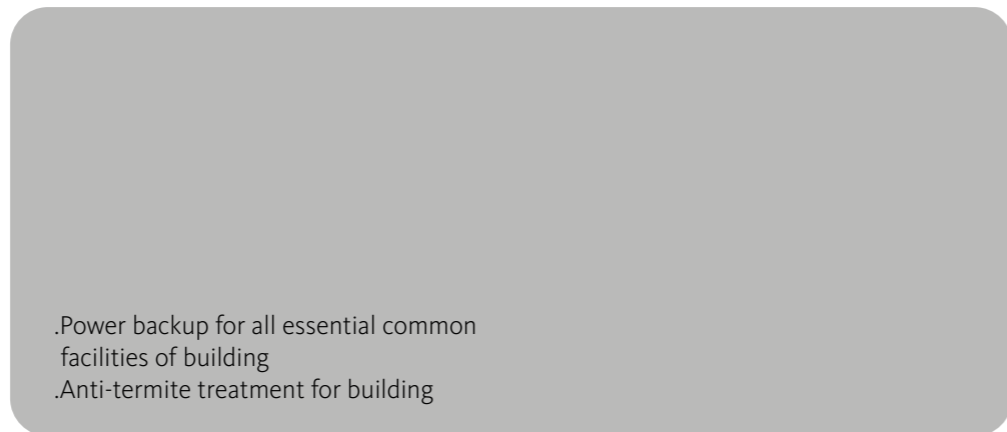 .Power backup for all essential common
facilities of building
.Anti-termite treatment for building